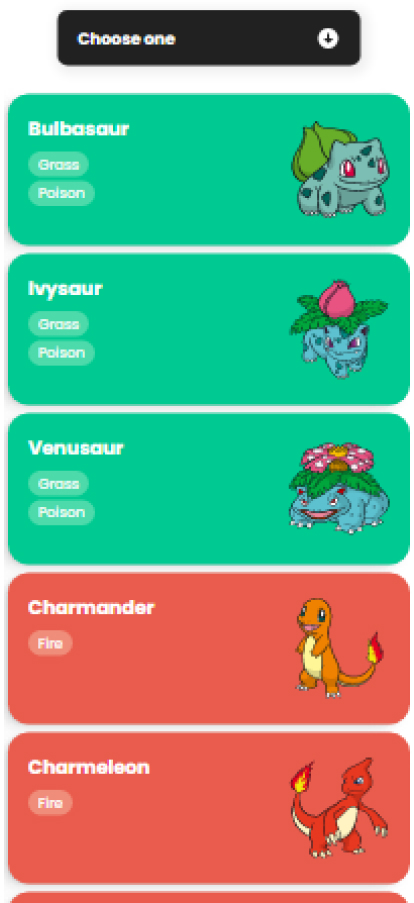 Choose one
Bulbasaur
Grass
Poison
Ivysaur
Grass
Poison
Venusaur
Grass
Poison
Charmander
Fire
Charmeleon
Fire